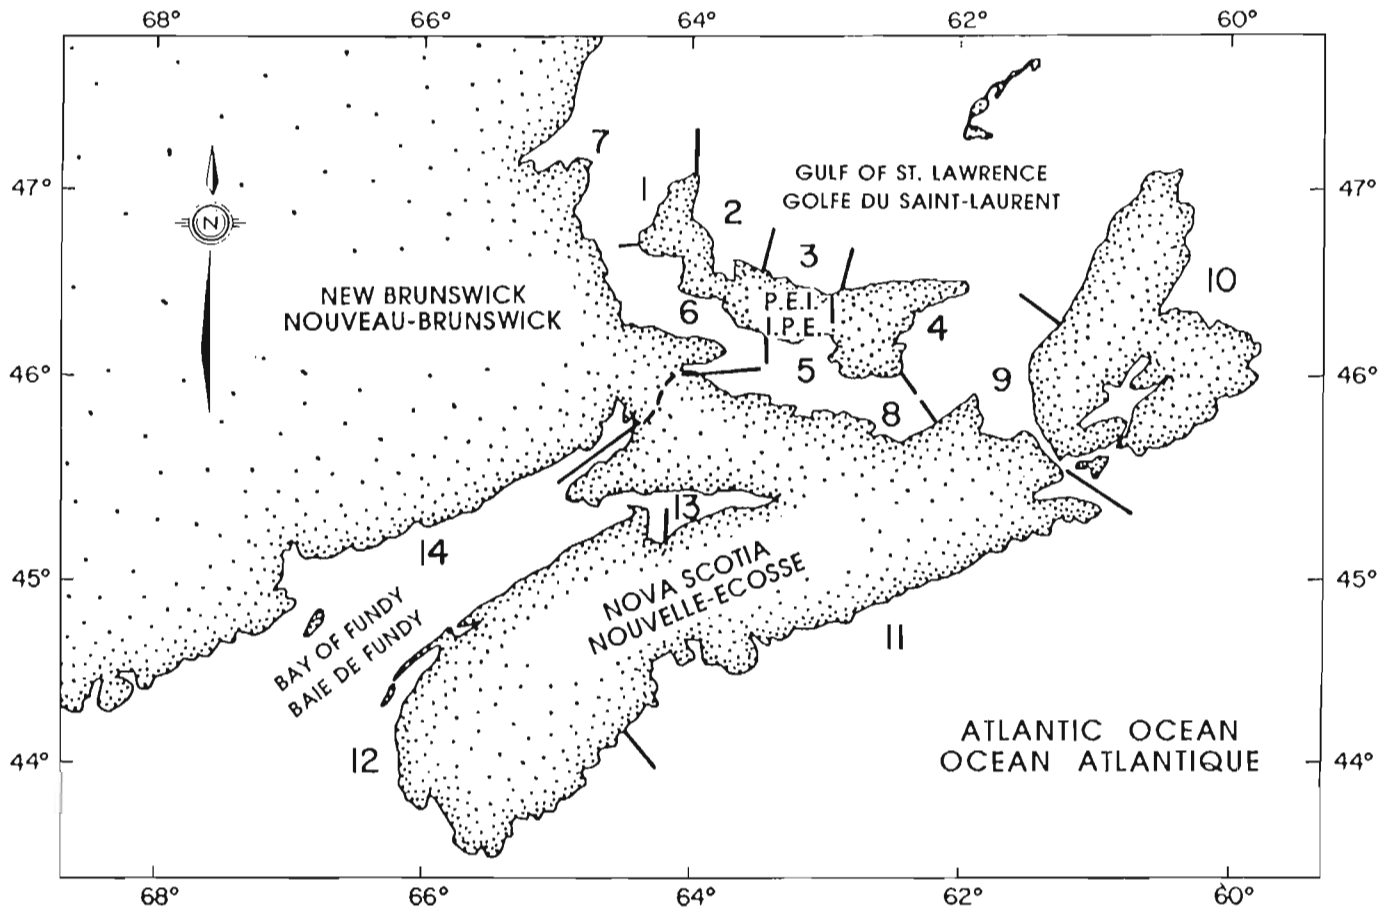 68° 66° 64° 62° 60°
7
47° 1 GULF OF ST. LAWRENCE 47°
2 GOLFE DU SAINT-LAURENT
N
3
10
NEW BRUNSWICK P.E.I.
NOUVEAU-BRUNSWICK I.P.E.
6 4
46° 5 9 46°
8
13
14
45° NOVA SCOTIA 45°
NOUVELLE-ECOSSE
BAY OF FUNDY
BAIE DE FUNDY
11
ATLANTIC OCEAN
44° 12 OCEAN ATLANTIQUE 44°
68° 66° 64° 62° 60°